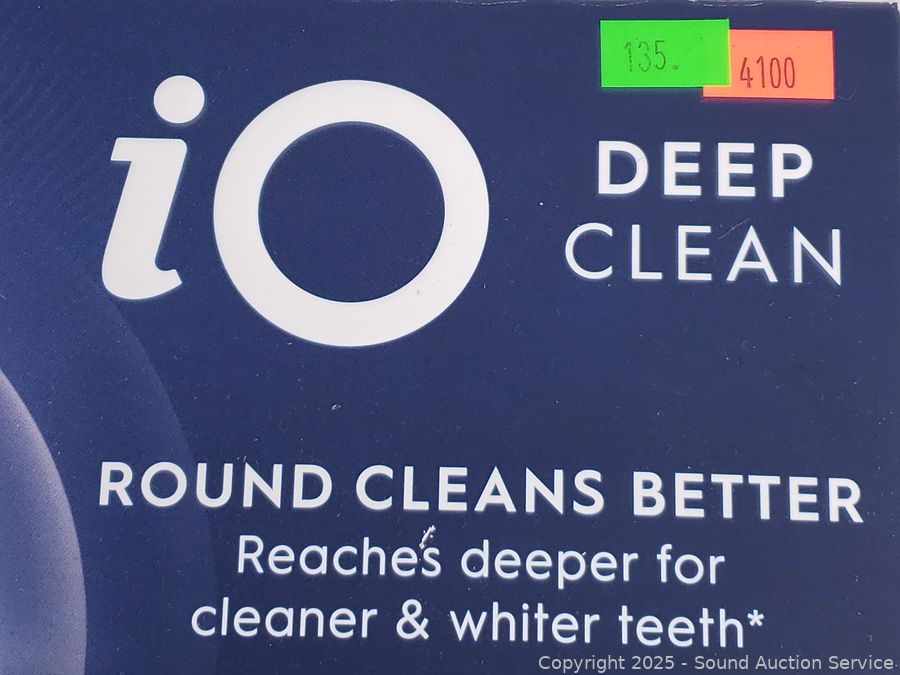 135.
4100
iO
DEEP
CLEAN
ROUND CLEANS BETTER
Reaches deeper for
cleaner & whiter teeth*
Copyright 2025 - Sound Auction Service